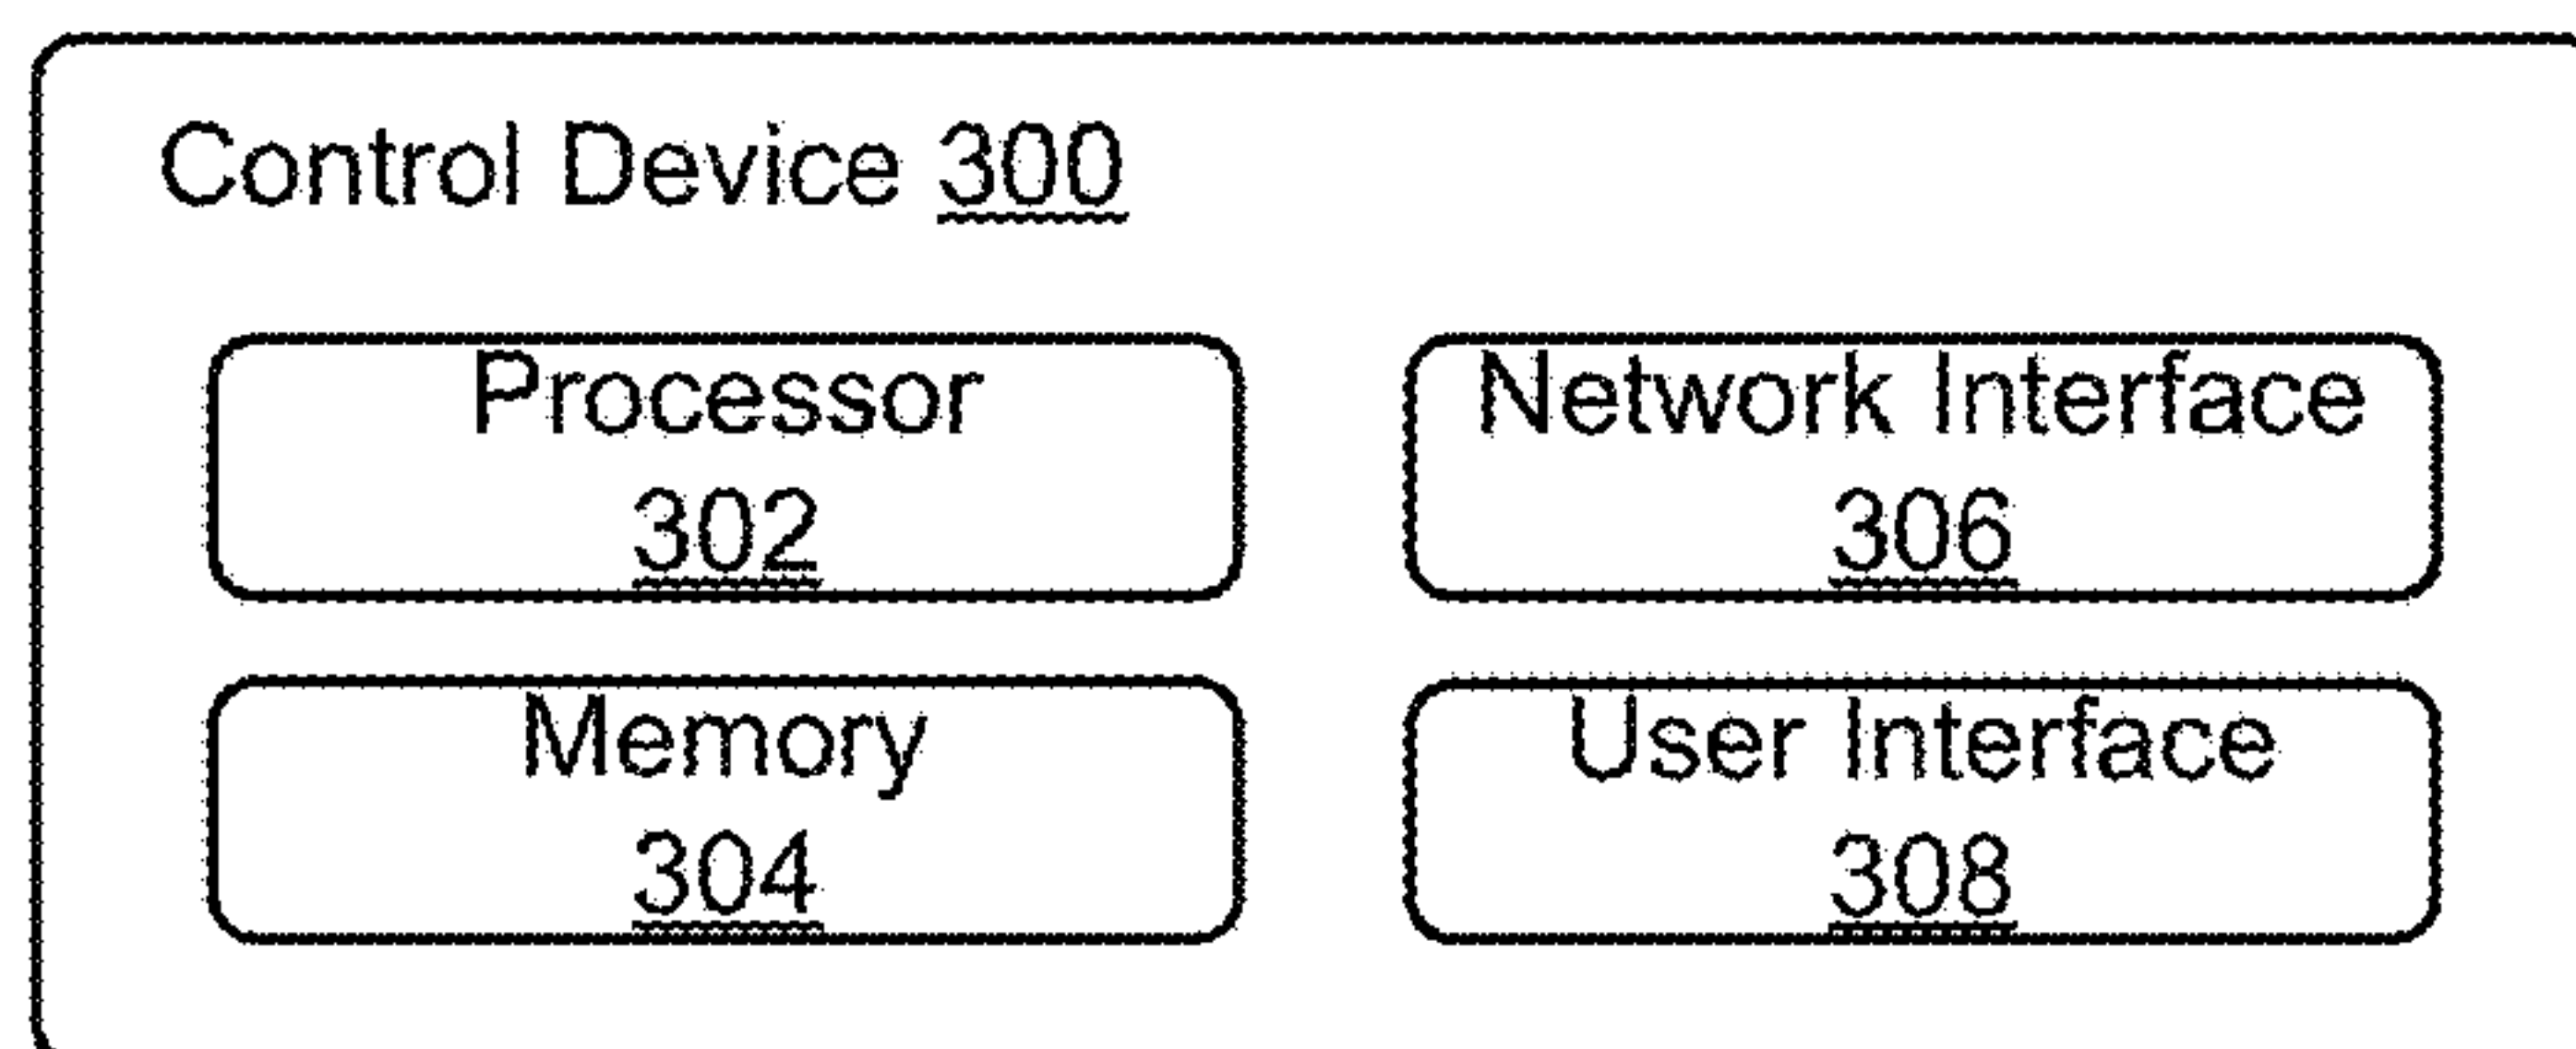 Control Device 300
Processor
302
Network Interface
306
Memory
304
User Interface
308